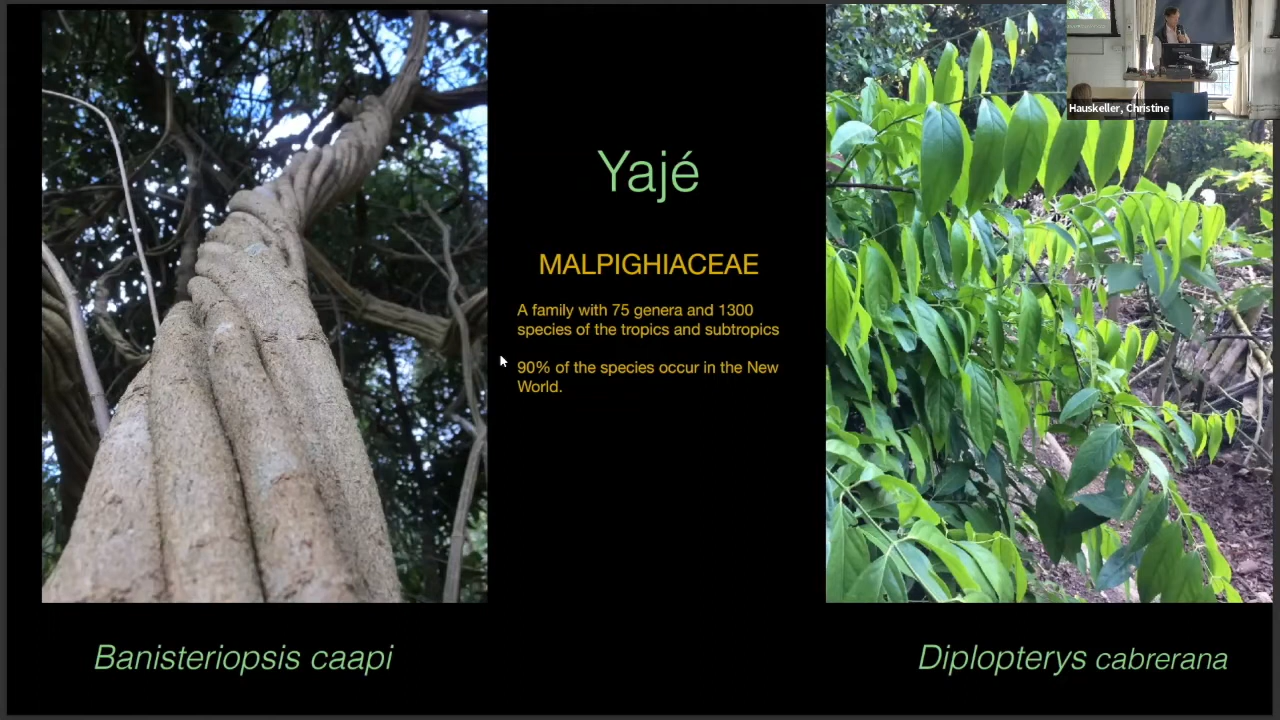 Hauskeller, Christine
Yajé
MALPIGHIACEAE
A family with 75 genera and 1300
species of the tropics and subtropics
90% of the species occur in the New
World.
Banisteriopsis caapi
Diplopterys cabrerana